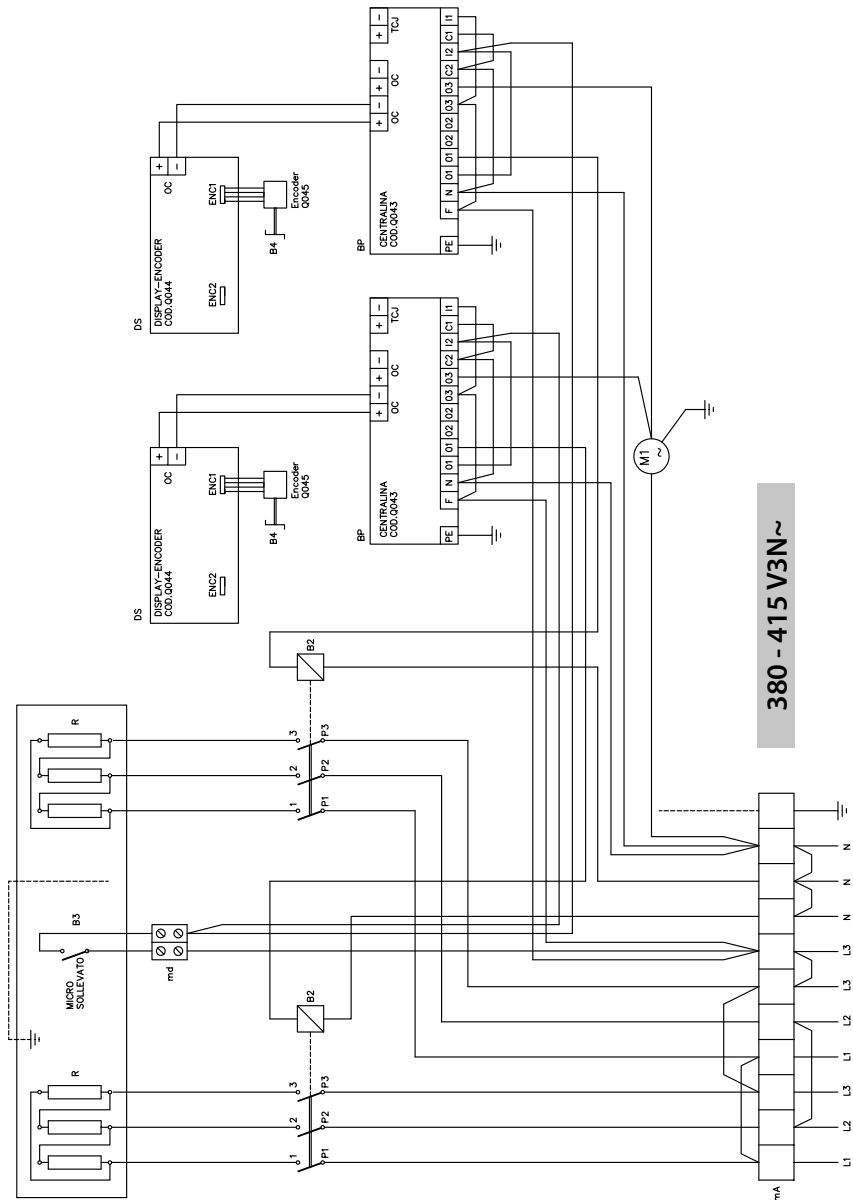 DS
DISPLAY-ENCODER
COD.Q044
ENC2
ENC1
OC
+
-
B4
Encoder
Q045
BP
CENTRALINA
COD.Q043
OC
+ - + -
OC
TCJ
+ -
PE
F N O1 O1 O2 O2 O3 O3 C2 I2 C1 I1
DS
DISPLAY-ENCODER
COD.Q044
ENC2
ENC1
OC
+
-
B4
Encoder
Q045
BP
CENTRALINA
COD.Q043
OC
+ - + -
OC
TCJ
+ -
PE
F N O1 O1 O2 O2 O3 O3 C2 I2 C1 I1
R
MICRO
SOLLEVATO
B3
R
md
1 2 3
P1 P2 P3
B2
1 2 3
P1 P2 P3
B2
M1
~
380 - 415 V3N~
mA
L1 L2 L3 L1 L2 L3 L3 N N N